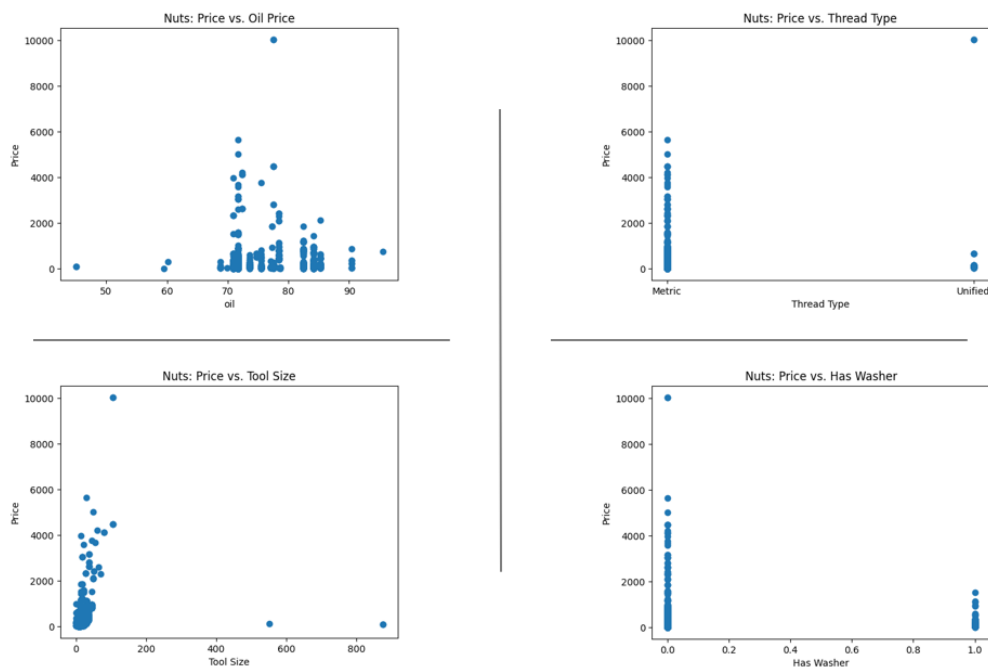 Nuts: Price vs. Oil Price
10000
8000
6000
4000
2000
0
Price
50 60 70 80 90
oil
Nuts: Price vs. Thread Type
10000
8000
6000
4000
2000
0
Price
Metric Unified
Thread Type
Nuts: Price vs. Tool Size
10000
8000
6000
4000
2000
0
Price
0 200 400 600 800
Tool Size
Nuts: Price vs. Has Washer
10000
8000
6000
4000
2000
0
Price
0.0 0.2 0.4 0.6 0.8 1.0
Has Washer